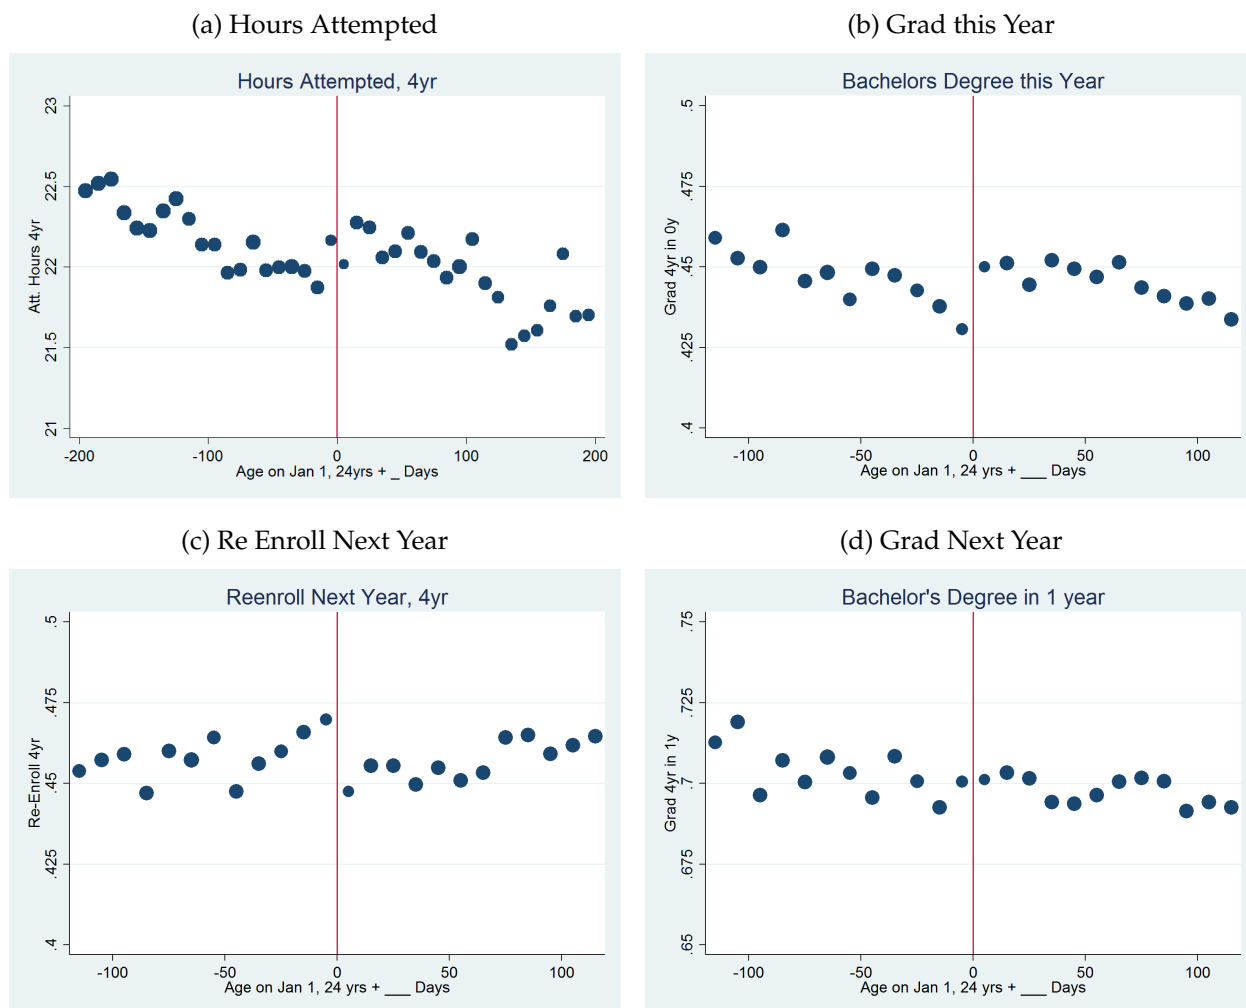 (a) Hours Attempted
Hours Attempted, 4yr
Att. Hours 4yr
23
22.5
22
21.5
21
-200 -100 0 100 200
Age on Jan 1, 24yrs + _ Days
(b) Grad this Year
Bachelors Degree this Year
Grad 4yr in 0y
.5
.475
.45
.425
.4
-100 -50 0 50 100
Age on Jan 1, 24 yrs + ___ Days
(c) Re Enroll Next Year
Reenroll Next Year, 4yr
Re-Enroll 4yr
.5
.475
.45
.425
.4
-100 -50 0 50 100
Age on Jan 1, 24 yrs + ___ Days
(d) Grad Next Year
Bachelor's Degree in 1 year
Grad 4yr in 1y
.75
.725
.7
.675
.65
-100 -50 0 50 100
Age on Jan 1, 24 yrs + ___ Days